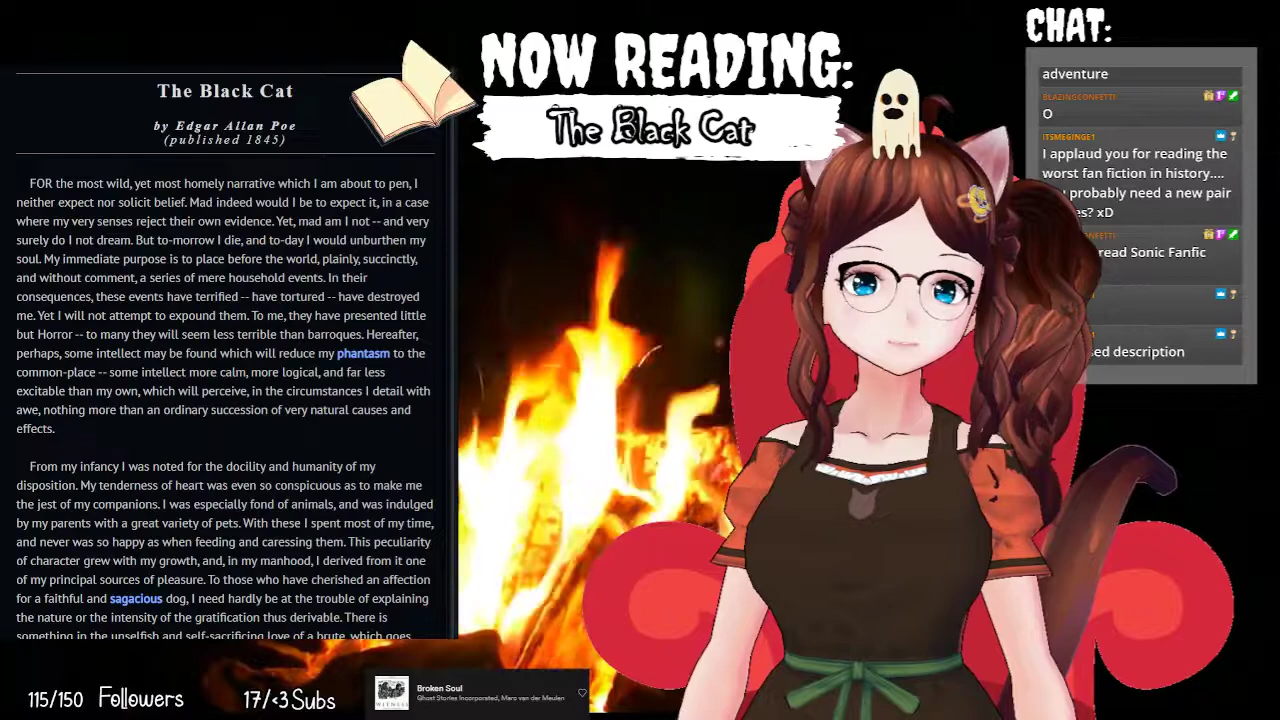 The Black Cat
by Edgar Allan Poe
(published 1845)
FOR the most wild, yet most homely narrative which I am about to pen, I
neither expect nor solicit belief. Mad indeed would I be to expect it, in a case
where my very senses reject their own evidence. Yet, mad am I not -- and very
surely do I not dream. But to-morrow I die, and to-day I would unburthen my
soul. My immediate purpose is to place before the world, plainly, succinctly,
and without comment, a series of mere household events. In their
consequences, these events have terrified -- have tortured -- have destroyed
me. Yet I will not attempt to expound them. To me, they have presented little
but Horror -- to many they will seem less terrible than barroques. Hereafter,
perhaps, some intellect may be found which will reduce my phantasm to the
common-place -- some intellect more calm, more logical, and far less
excitable than my own, which will perceive, in the circumstances I detail with
awe, nothing more than an ordinary succession of very natural causes and
effects.
From my infancy I was noted for the docility and humanity of my
disposition. My tenderness of heart was even so conspicuous as to make me
the jest of my companions. I was especially fond of animals, and was indulged
by my parents with a great variety of pets. With these I spent most of my time,
and never was so happy as when feeding and caressing them. This peculiarity
of character grew with my growth, and, in my manhood, I derived from it one
of my principal sources of pleasure. To those who have cherished an affection
for a faithful and sagacious dog, I need hardly be at the trouble of explaining
the nature or the intensity of the gratification thus derivable. There is
something in the unselfish and self-sacrificing love of a brute, which goes
NOW READING:
The Black Cat
CHAT:
adventure
BLAZINGCONFETTI
O
ITSMEGINGE1
I applaud you for reading the
worst fan fiction in history....
probably need a new pair
xD
read Sonic Fanfic
description
115/150 Followers
17/<3 Subs
Broken Soul
Ghost Stories Incorporated, Marc van der Meulen
WITNESS